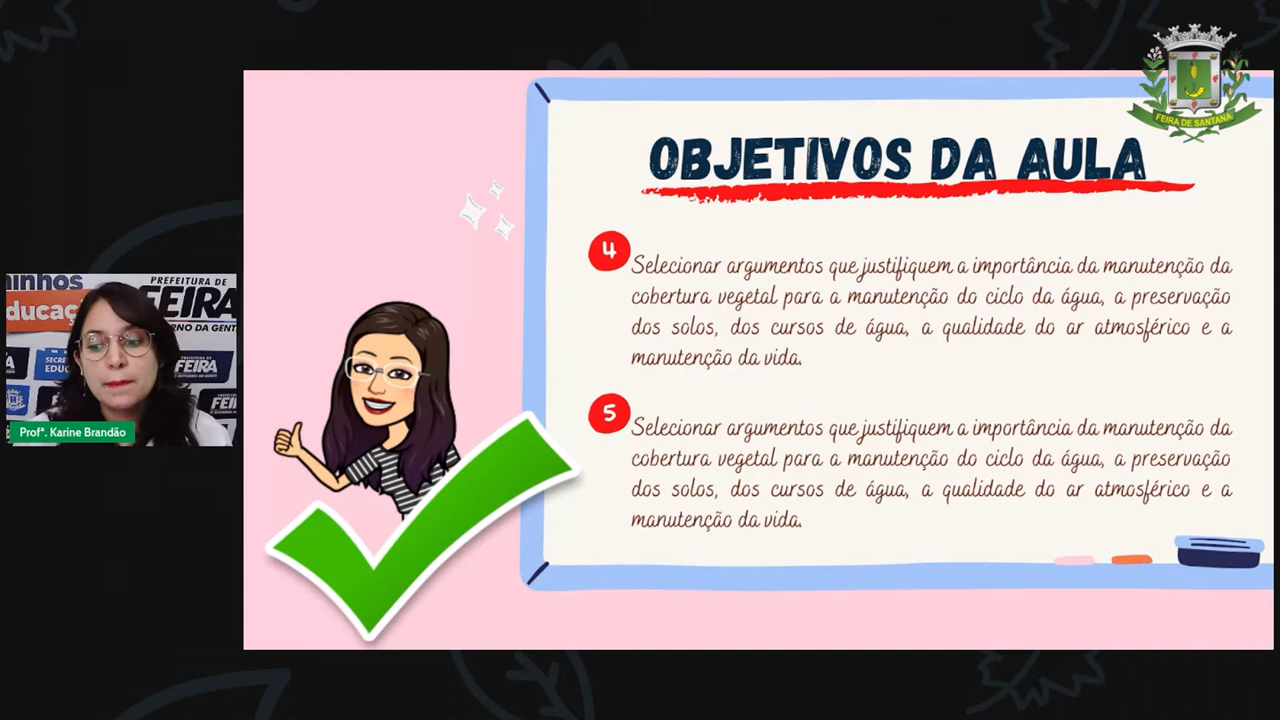 FEIRA DE SANTANA
OBJETIVOS DA AULA
4
Selecionar argumentos que justifiquem a importância da manutenção da
cobertura vegetal para a manutenção do ciclo da água, a preservação
dos solos, dos cursos de água, a qualidade do ar atmosférico e a
manutenção da vida.
5
Selecionar argumentos que justifiquem a importância da manutenção da
cobertura vegetal para a manutenção do ciclo da água, a preservação
dos solos, dos cursos de água, a qualidade do ar atmosférico e a
manutenção da vida.
PREFEITURA DE
FEIRA
FEIRA
Profª. Karine Brandão